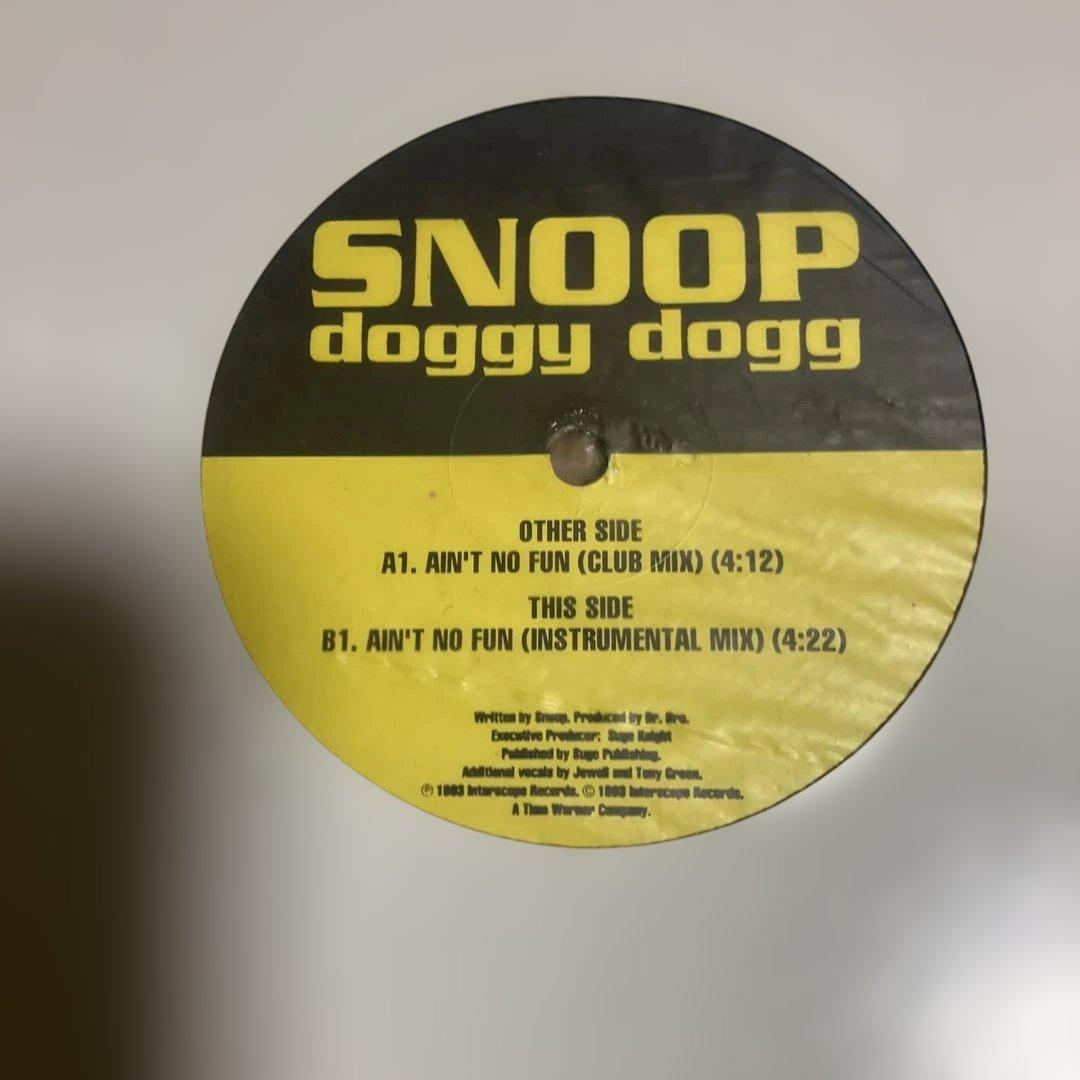 SNOOP
doggy dogg
OTHER SIDE
A1. AIN'T NO FUN (CLUB MIX) (4:12)
THIS SIDE
B1. AIN'T NO FUN (INSTRUMENTAL MIX) (4:22)
Written by Snoop. Produced by Dr. Dre.
Executive Producer: Suge Knight
Published by Suge Publishing.
Additional vocals by Jewell and Tony Green.
℗ 1993 Interscope Records. © 1993 Interscope Records.
A Time Warner Company.